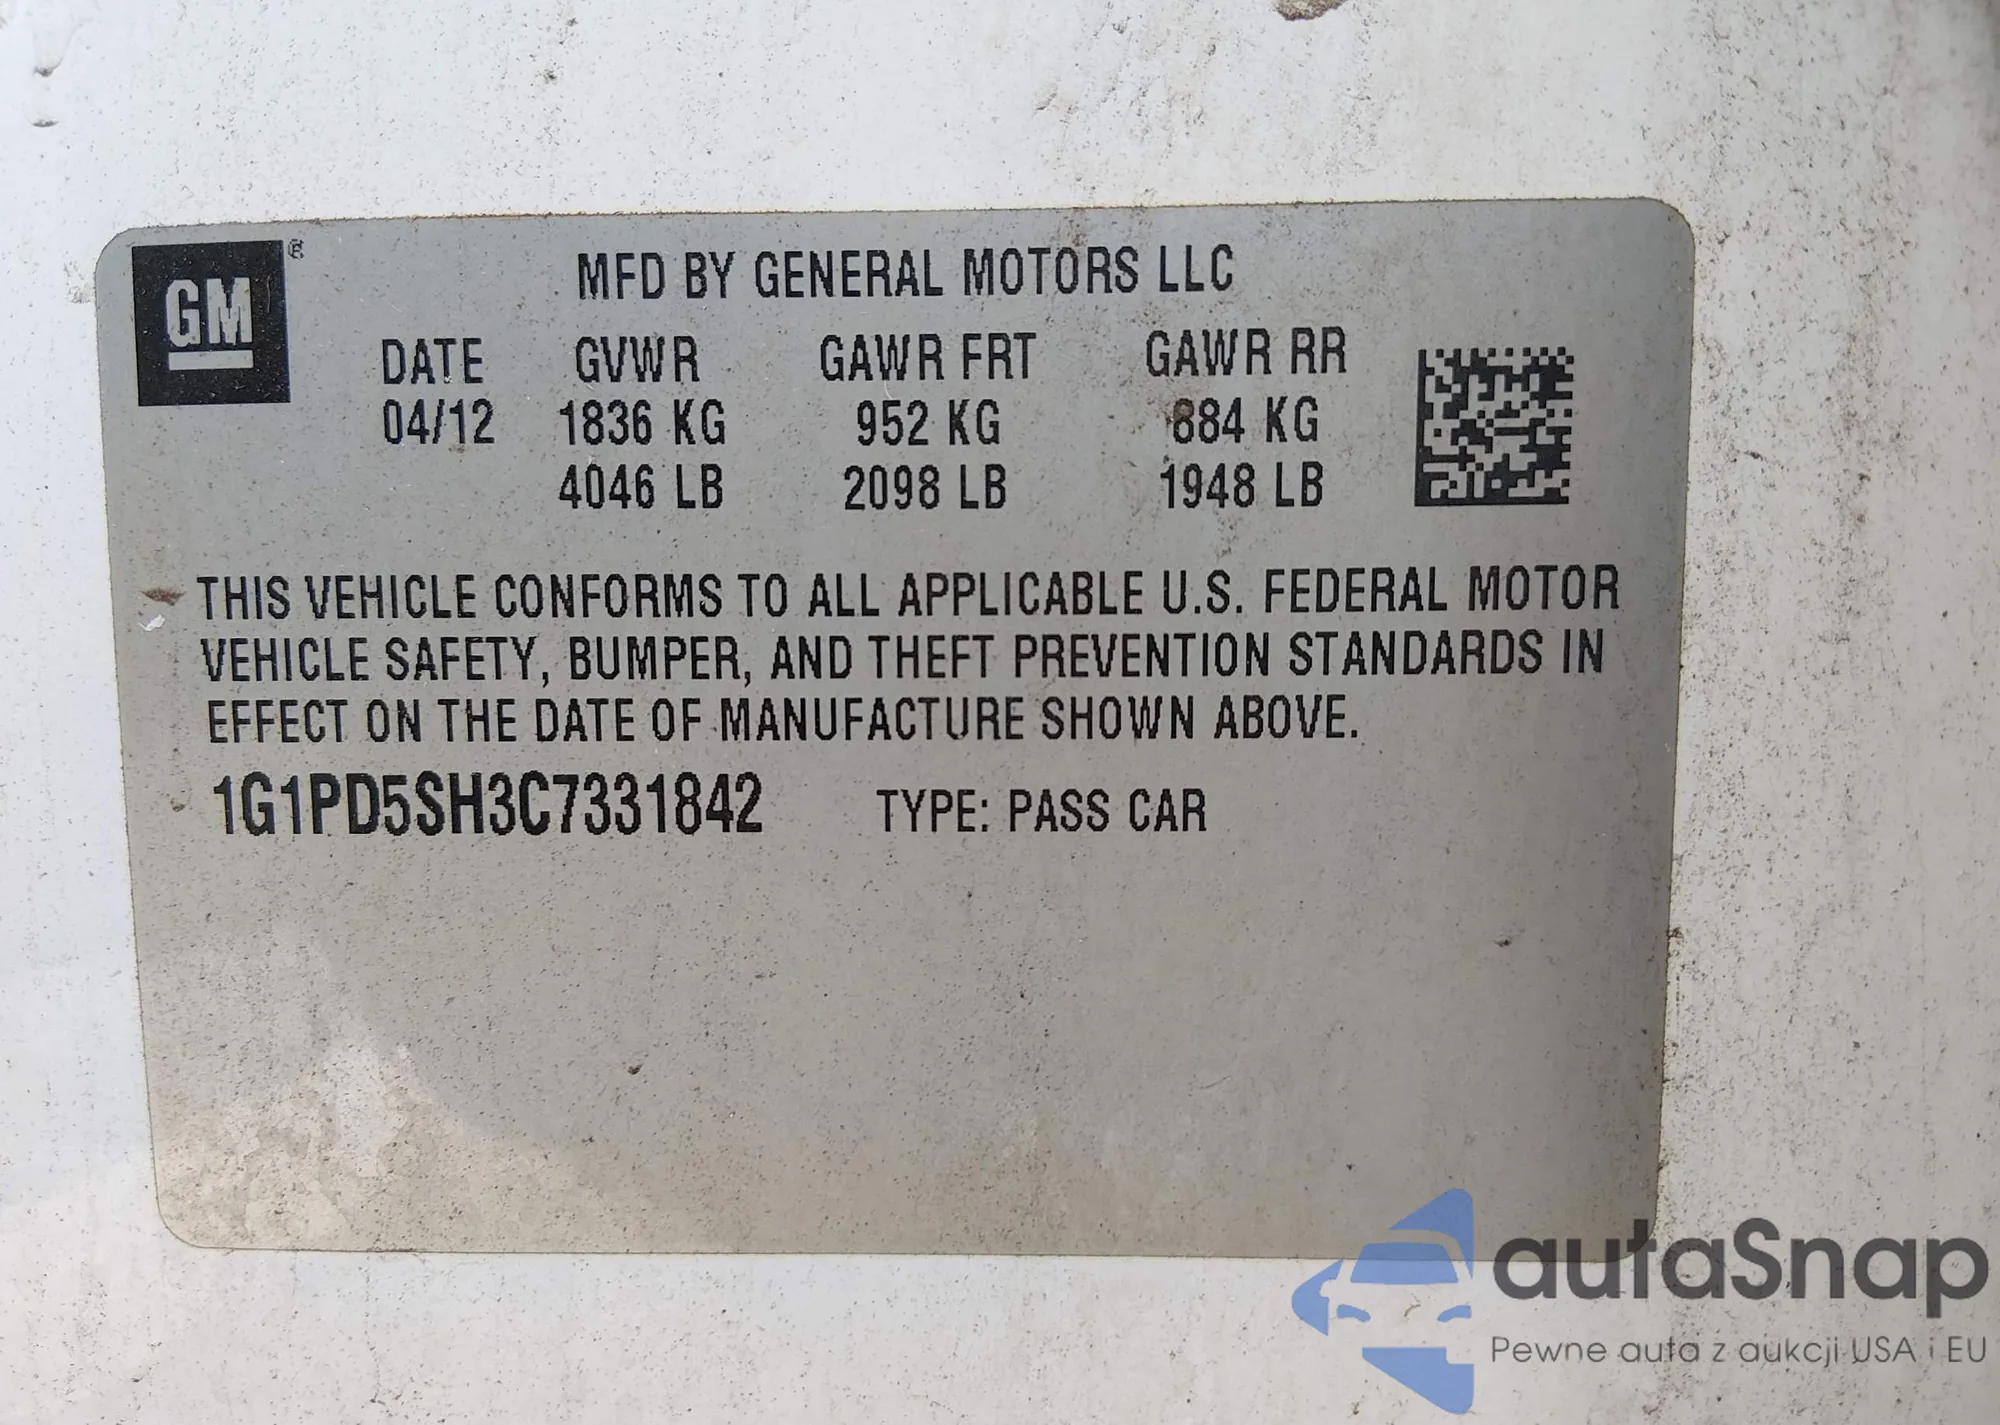 GM ®
MFD BY GENERAL MOTORS LLC
DATE GVWR GAWR FRT GAWR RR
04/12 1836 KG 952 KG 884 KG
4046 LB 2098 LB 1948 LB
THIS VEHICLE CONFORMS TO ALL APPLICABLE U.S. FEDERAL MOTOR
VEHICLE SAFETY, BUMPER, AND THEFT PREVENTION STANDARDS IN
EFFECT ON THE DATE OF MANUFACTURE SHOWN ABOVE.
1G1PD5SH3C7331842 TYPE: PASS CAR
autaSnap
Pewne auta z aukcji USA i EU